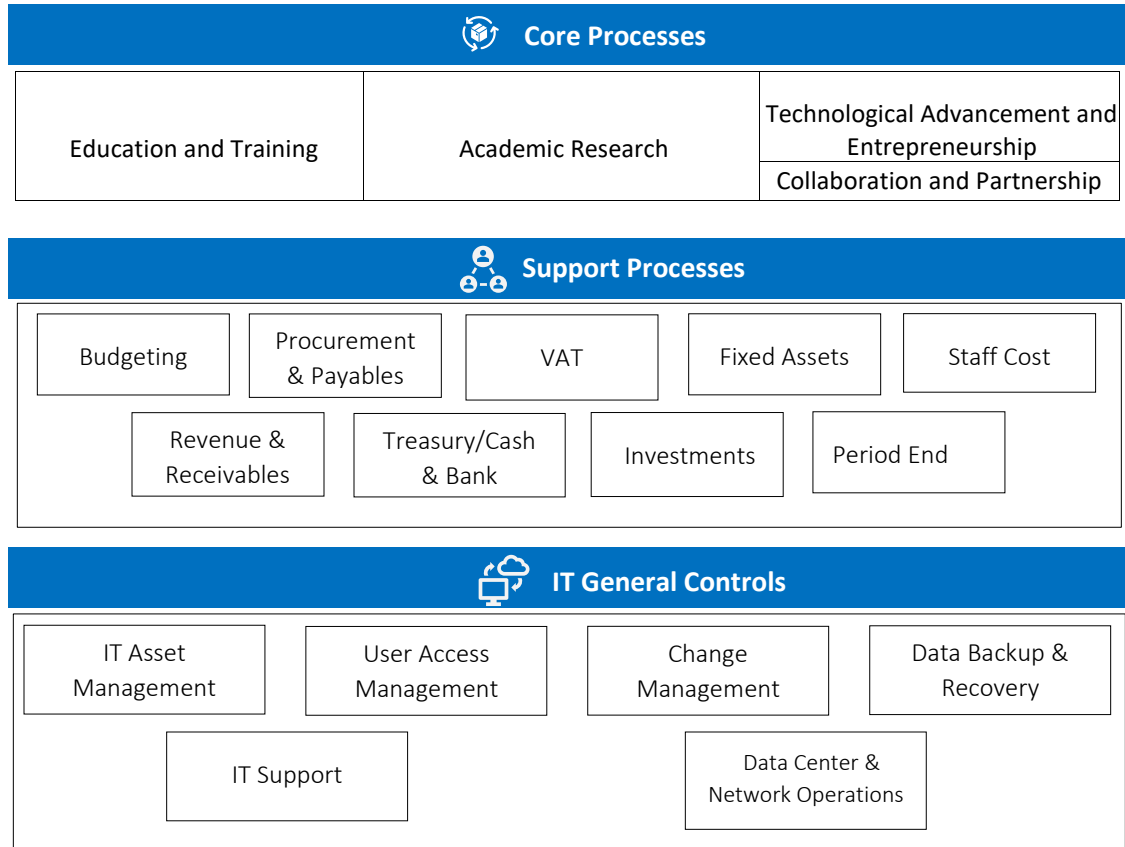 Core Processes
Education and Training
Academic Research
Technological Advancement and
Entrepreneurship
Collaboration and Partnership
Support Processes
Budgeting
Procurement
& Payables
VAT
Fixed Assets
Staff Cost
Revenue &
Receivables
Treasury/Cash
& Bank
Investments
Period End
IT General Controls
IT Asset
Management
User Access
Management
Change
Management
Data Backup &
Recovery
IT Support
Data Center &
Network Operations